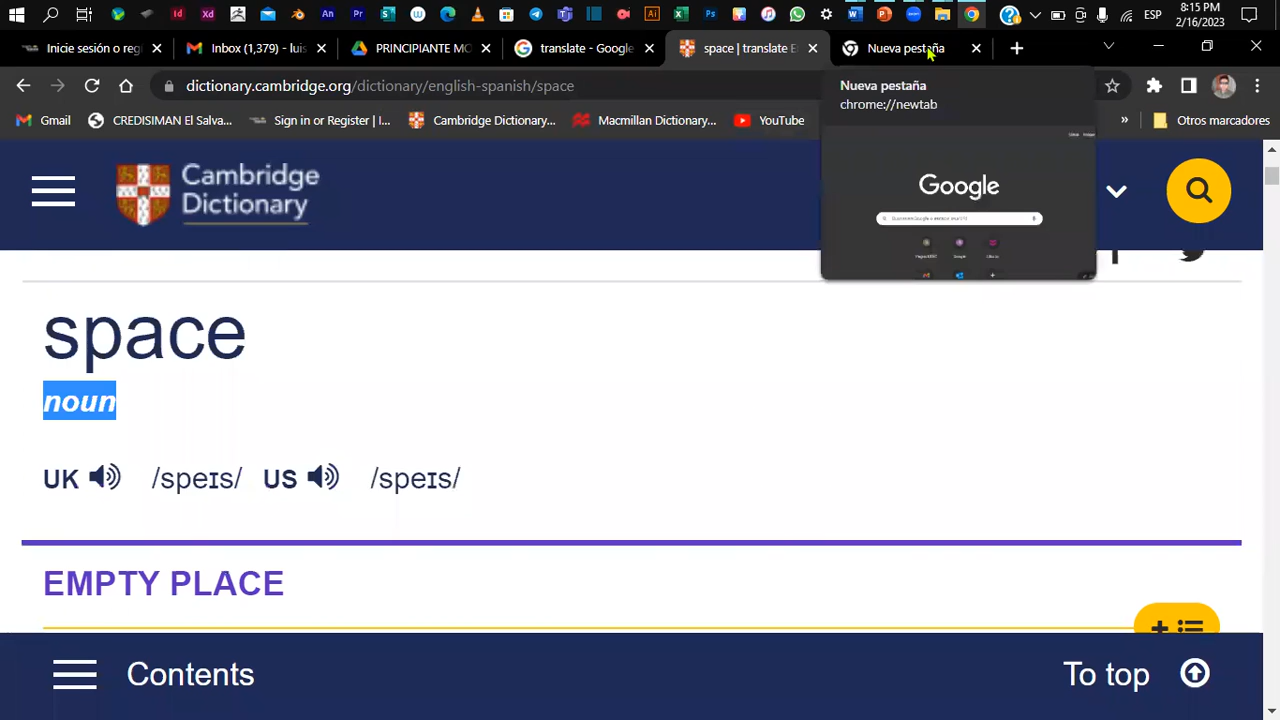 8:15 PM
ESP
2/16/2023
Inicie sesión o reg
Inbox (1,379) - luis
PRINCIPIANTE MO
translate - Google
space | translate E
Nueva pestaña
dictionary.cambridge.org/dictionary/english-spanish/space
Nueva pestaña
chrome://newtab
Gmail
CREDISIMAN El Salva...
Sign in or Register | I...
Cambridge Dictionary...
Macmillan Dictionary...
YouTube
»
Otros marcadores
Google
Cambridge
Dictionary
space
noun
UK /speɪs/ US /speɪs/
EMPTY PLACE
Contents
To top